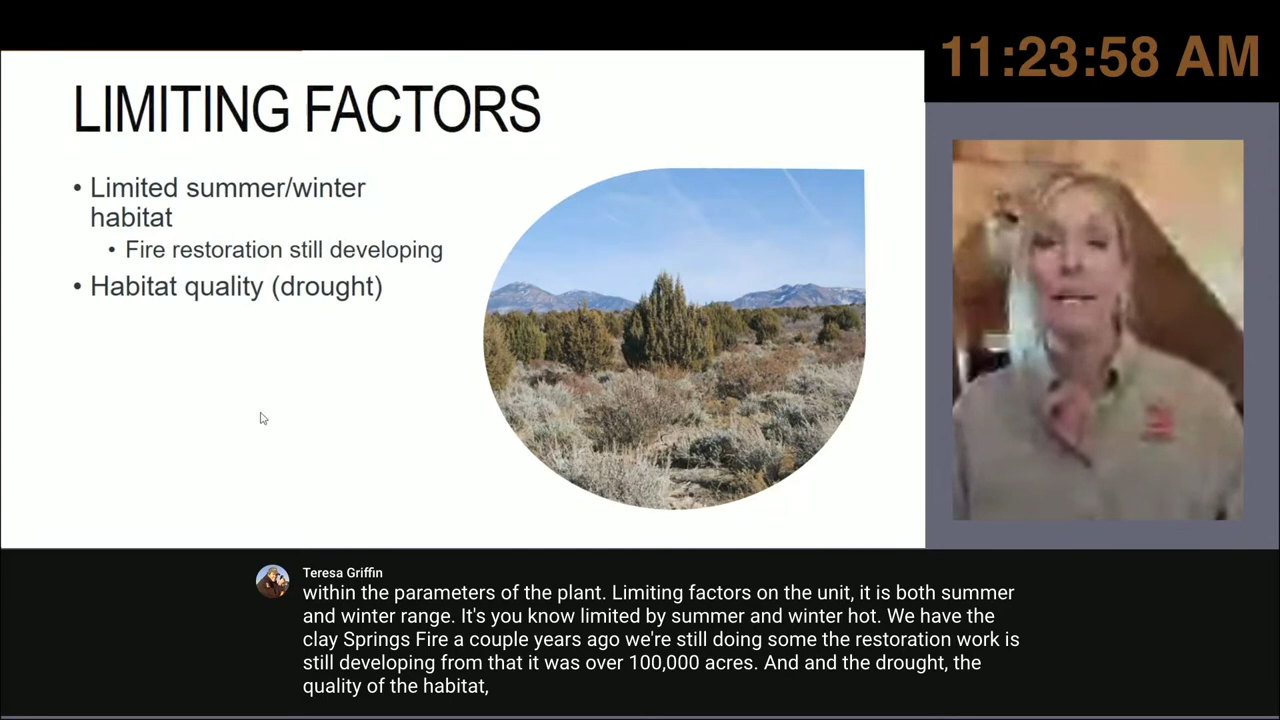 11:23:58 AM
LIMITING FACTORS
• Limited summer/winter
habitat
• Fire restoration still developing
• Habitat quality (drought)
Teresa Griffin
within the parameters of the plant. Limiting factors on the unit, it is both summer
and winter range. It's you know limited by summer and winter hot. We have the
clay Springs Fire a couple years ago we're still doing some the restoration work is
still developing from that it was over 100,000 acres. And and the drought, the
quality of the habitat,